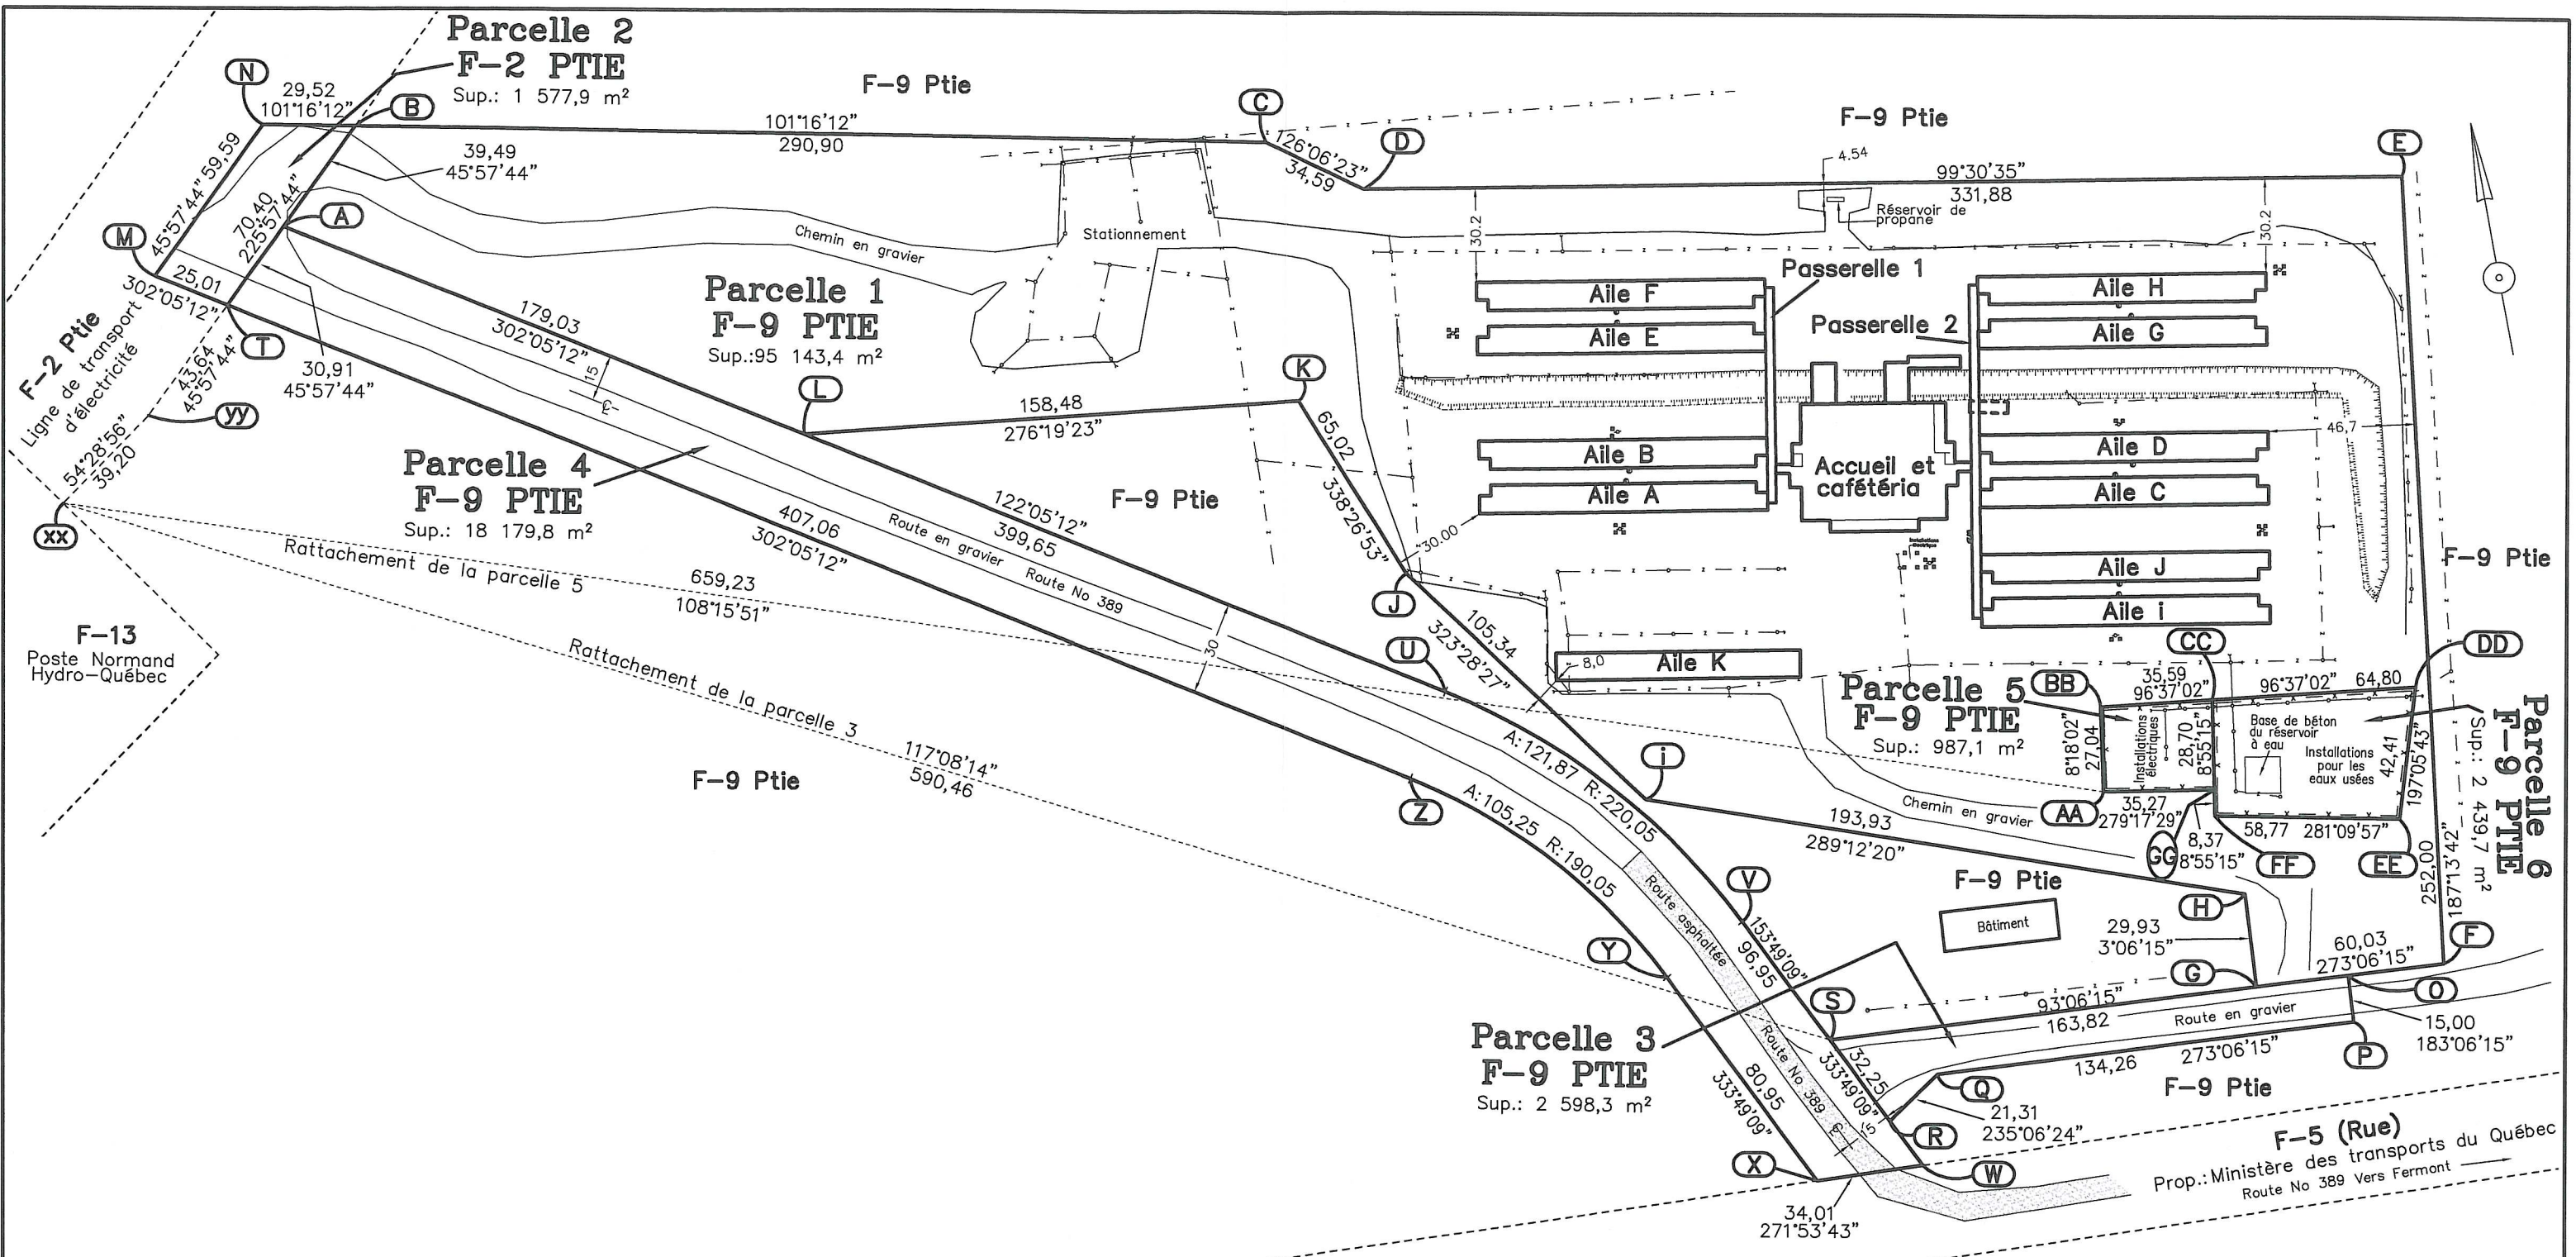 Parcelle 2
F-2 PTIE
Sup.: 1 577,9 m²
N
29,52
101°16'12"
B
F-9 Ptie
C
101°16'12"
290,90
126°06'23"
34,59
D
F-9 Ptie
E
4.54
99°30'35"
331,88
Réservoir de
propane
30.2
30.2
45°57'44" 59,59
39,49
45°57'44"
70,40
225°57'44"
A
M
25,01
302°05'12"
T
30,91
45°57'44"
43,64
45°57'44"
yy
F-2 Ptie
Ligne de transport
d'électricité
54°28'56"
39,20
xx
F-13
Poste Normand
Hydro-Québec
Chemin en gravier
Stationnement
Parcelle 1
F-9 PTIE
Sup.:95 143,4 m²
179,03
302°05'12"
15
L
158,48
276°19'23"
K
65,02
338°26'53"
Parcelle 4
F-9 PTIE
Sup.: 18 179,8 m²
407,06
302°05'12"
122°05'12"
399,65
Route en gravier Route No 389
F-9 Ptie
30
Rattachement de la parcelle 5
659,23
108°15'51"
Rattachement de la parcelle 3
117°08'14"
590,46
F-9 Ptie
Passerelle 1
Passerelle 2
Aile F
Aile E
Aile H
Aile G
Aile B
Aile A
Accueil et
cafétéria
Aile D
Aile C
46,7
Aile J
Aile i
Aile K
8,0
30.00
J
105,34
323°28'27"
U
A:121,87 R:220,05
Z
A:105,25 R:190,05
i
193,93
289°12'20"
Chemin en gravier
F-9 Ptie
Parcelle 5
F-9 PTIE
Sup.: 987,1 m²
BB
CC
DD
35,59
96°37'02"
96°37'02" 64,80
8°18'02"
27,04
Installations
électriques
28,70
8°55'15"
Base de béton
du réservoir
à eau
Installations
pour les
eaux usées
42,41
197°05'43"
Parcelle 6
F-9 PTIE
Sup.: 2 439,7 m²
AA
35,27
279°17'29"
GG
8,37
8°55'15"
58,77 281°09'57"
FF
EE
252,00
187°13'42"
F-9 Ptie
Bâtiment
H
29,93
3°06'15"
G
60,03
273°06'15"
F
V
153°49'09"
96,95
Route asphaltée
Y
S
93°06'15"
163,82
Route en gravier
O
15,00
183°06'15"
P
134,26 273°06'15"
F-9 Ptie
Parcelle 3
F-9 PTIE
Sup.: 2 598,3 m²
80,95
333°49'09"
Route No 389
32,25
333°49'09"
15
Q
21,31
235°06'24"
R
X
W
34,01
271°53'43"
F-5 (Rue)
Prop.: Ministère des transports du Québec
Route No 389 Vers Fermont